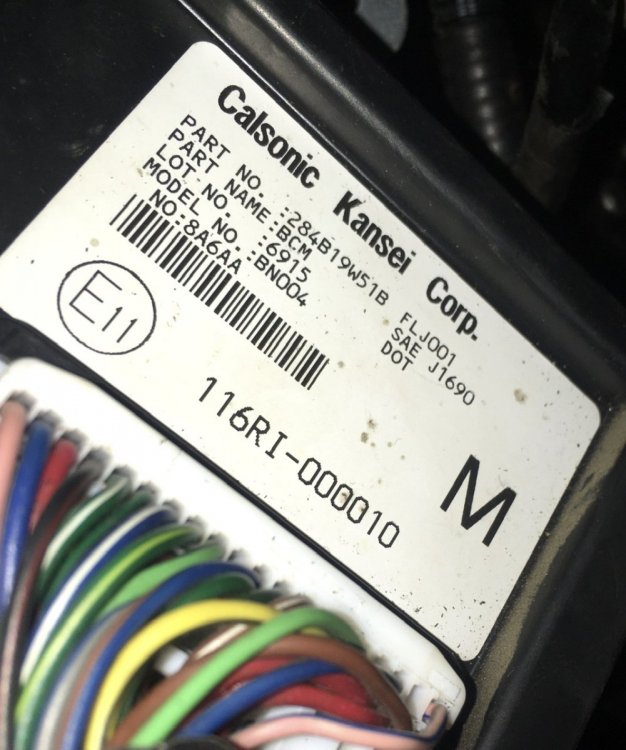 Calsonic Kansei Corp.
PART NO. :284B19W51B FLJ001
PART NAME:BCM SAE J1690
LOT NO. :6915 DOT
MODEL NO. :BN004
NO:8A6AA
E11
116RI-000010
M